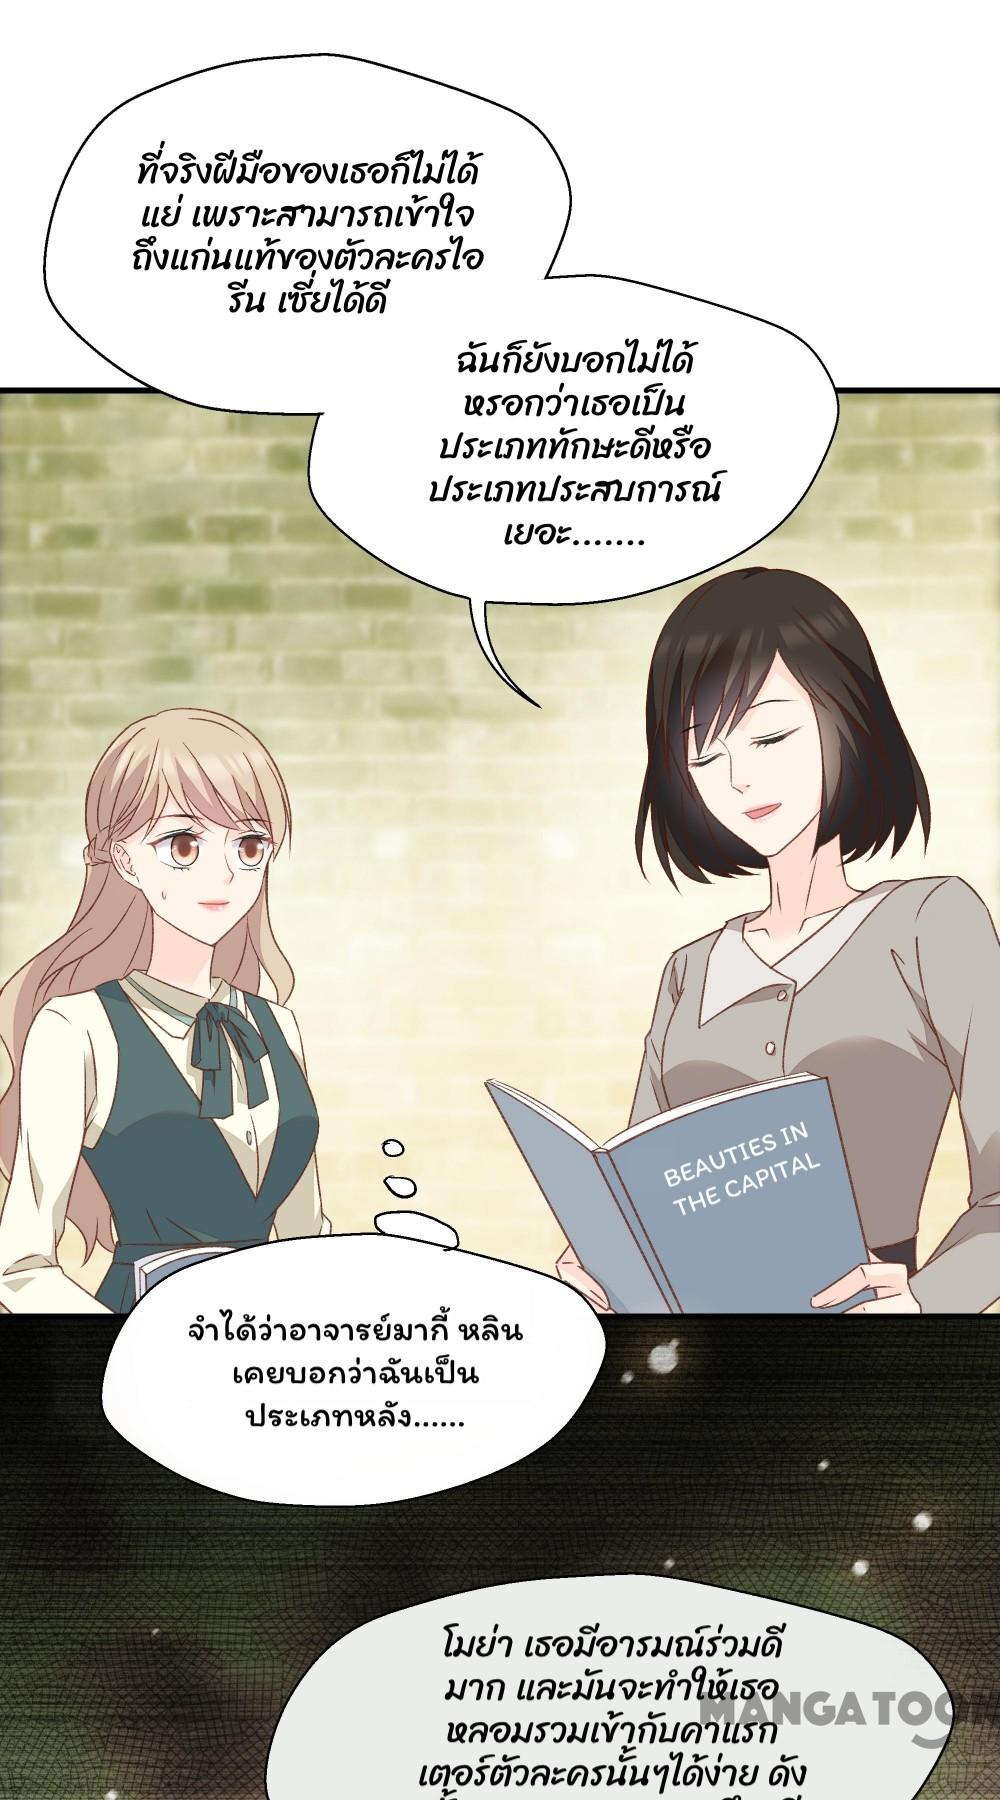 ที่จริงฝีมือของเธอก็ไม่ได้
แย่ เพราะสามารถเข้าใจ
ถึงแก่นแท้ของตัวละครไอ
รีน เซี่ยได้ดี
ฉันก็ยังบอกไม่ได้
หรอกว่าเธอเป็น
ประเภททักษะดีหรือ
ประเภทประสบการณ์
เยอะ.......
BEAUTIES IN
THE CAPITAL
จำได้ว่าอาจารย์มากี้ หลิน
เคยบอกว่าฉันเป็น
ประเภทหลัง......
โมย่า เธอมีอารมณ์ร่วมดี
มาก และมันจะทำให้เธอ
MANGATOON
หลอมรวมเข้ากับคาแรก
เตอร์ตัวละครนั้นๆได้ง่าย ดัง